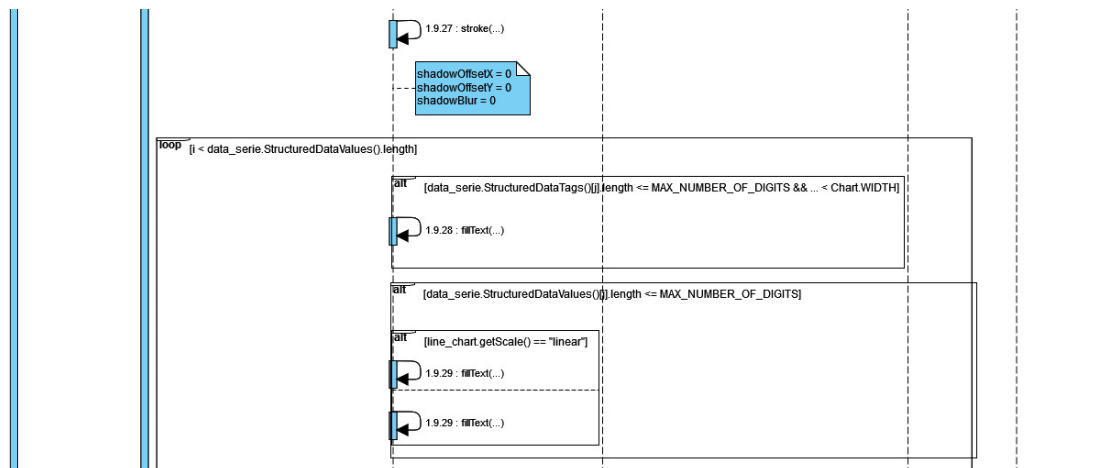 1.9.27 : stroke(...)
shadowOffsetX = 0
shadowOffsetY = 0
shadowBlur = 0
loop [i < data_serie.StructuredDataValues().length]
alt [data_serie.StructuredDataTags()[j].length <= MAX_NUMBER_OF_DIGITS && ... < Chart.WIDTH]
1.9.28 : fillText(...)
alt [data_serie.StructuredDataValues()[j].length <= MAX_NUMBER_OF_DIGITS]
alt [line_chart.getScale() == "linear"]
1.9.29 : fillText(...)
1.9.29 : fillText(...)